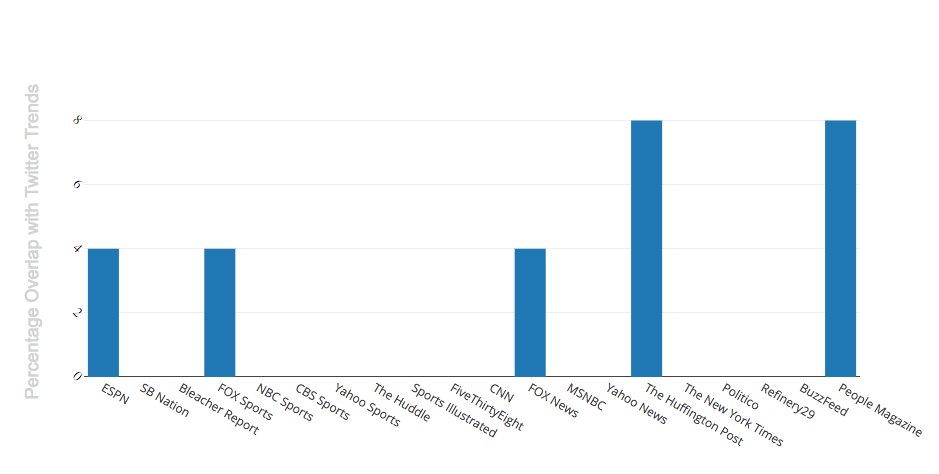 Percentage Overlap with Twitter Trends
8
6
4
2
0
ESPN
SB Nation
Bleacher Report
FOX Sports
NBC Sports
CBS Sports
Yahoo Sports
The Huddle
Sports Illustrated
FiveThirtyEight
CNN
FOX News
MSNBC
Yahoo News
The Huffington Post
The New York Times
Politico
Refinery29
BuzzFeed
People Magazine